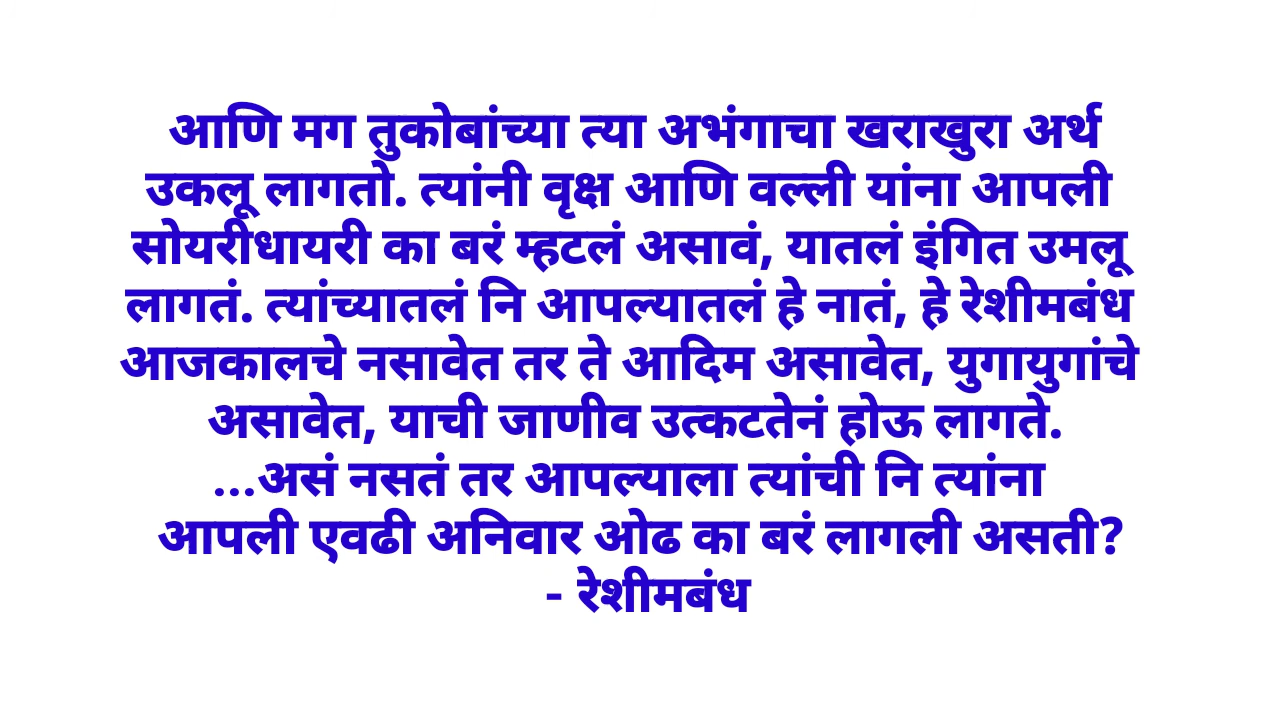 आणि मग तुकोबांच्या त्या अभंगाचा खराखुरा अर्थ
उकलू लागतो. त्यांनी वृक्ष आणि वल्ली यांना आपली
सोयरीधायरी का बरं म्हटलं असावं, यातलं इंगित उमलू
लागतं. त्यांच्यातलं नि आपल्यातलं हे नातं, हे रेशीमबंध
आजकालचे नसावेत तर ते आदिम असावेत, युगायुगांचे
असावेत, याची जाणीव उत्कटतेनं होऊ लागते.
...असं नसतं तर आपल्याला त्यांची नि त्यांना
आपली एवढी अनिवार ओढ का बरं लागली असती?
- रेशीमबंध